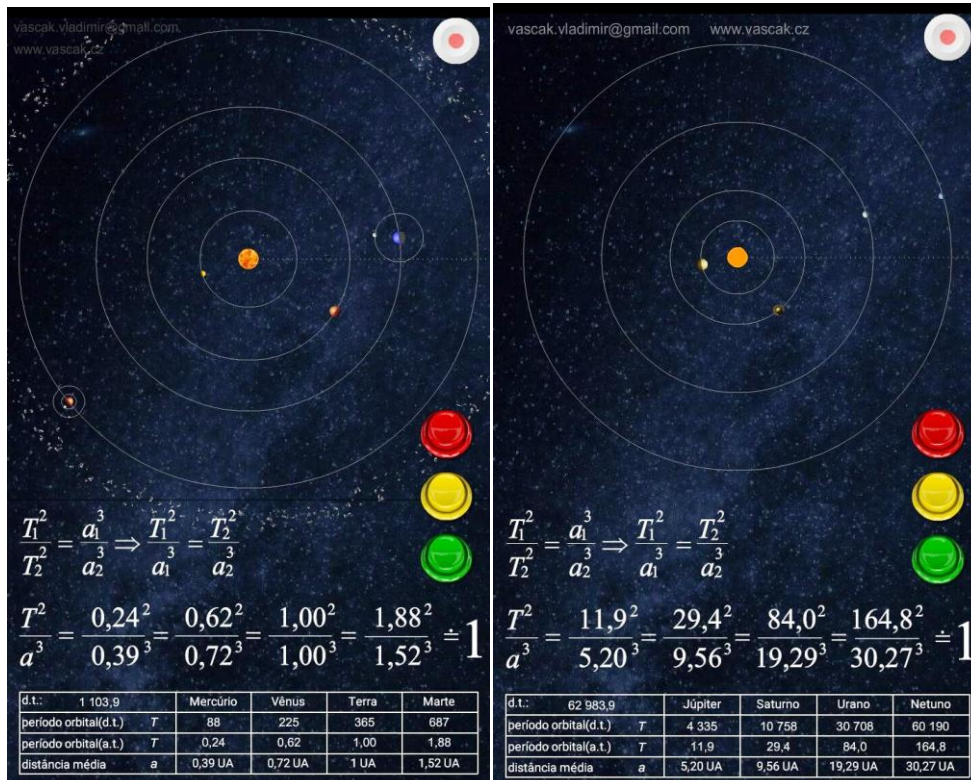 vascak.vladimir@gmail.com
www.vascak.cz
T₁²/T₂² = a₁³/a₂³ ⇒ T₁²/a₁³ = T₂²/a₂³
T²/a³ = 0,24²/0,39³ = 0,62²/0,72³ = 1,00²/1,00³ = 1,88²/1,52³ ≐ 1
d.t.: 1 103,9 Mercúrio Vênus Terra Marte
período orbital(d.t.) T 88 225 365 687
período orbital(a.t.) T 0,24 0,62 1,00 1,88
distância média a 0,39 UA 0,72 UA 1 UA 1,52 UA
vascak.vladimir@gmail.com www.vascak.cz
T₁²/T₂² = a₁³/a₂³ ⇒ T₁²/a₁³ = T₂²/a₂³
T²/a³ = 11,9²/5,20³ = 29,4²/9,56³ = 84,0²/19,29³ = 164,8²/30,27³ ≐ 1
d.t.: 62 983,9 Júpiter Saturno Urano Netuno
período orbital(d.t.) T 4 335 10 758 30 708 60 190
período orbital(a.t.) T 11,9 29,4 84,0 164,8
distância média a 5,20 UA 9,56 UA 19,29 UA 30,27 UA